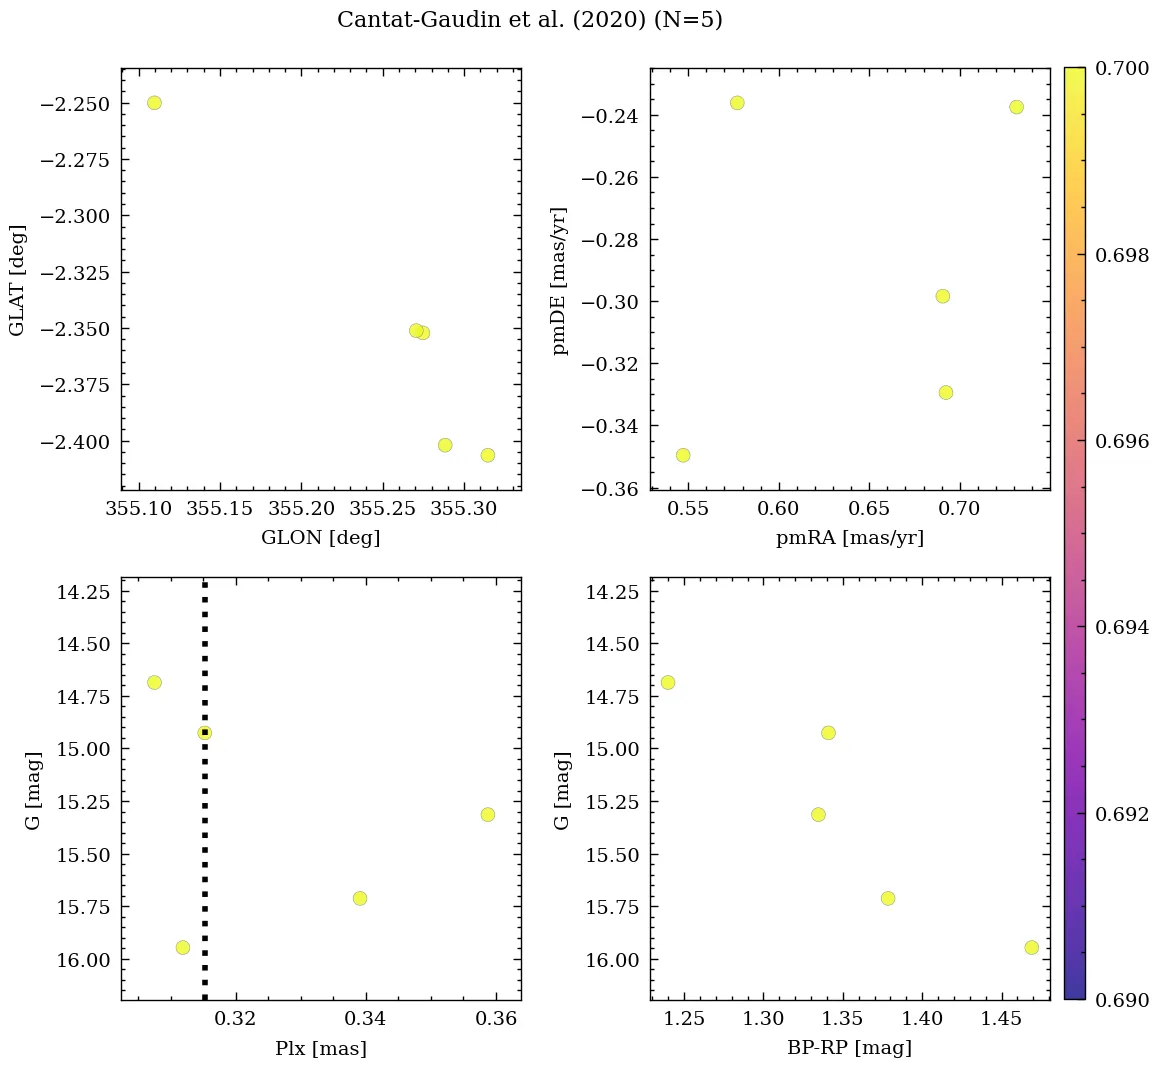 Cantat-Gaudin et al. (2020) (N=5)
−2.250
−2.275
−2.300
−2.325
−2.350
−2.375
−2.400
GLAT [deg]
355.10 355.15 355.20 355.25 355.30
GLON [deg]
−0.24
−0.26
−0.28
−0.30
−0.32
−0.34
−0.36
pmDE [mas/yr]
0.55 0.60 0.65 0.70
pmRA [mas/yr]
0.700
0.698
0.696
0.694
0.692
0.690
14.25
14.50
14.75
15.00
15.25
15.50
15.75
16.00
G [mag]
0.32 0.34 0.36
Plx [mas]
14.25
14.50
14.75
15.00
15.25
15.50
15.75
16.00
G [mag]
1.25 1.30 1.35 1.40 1.45
BP-RP [mag]